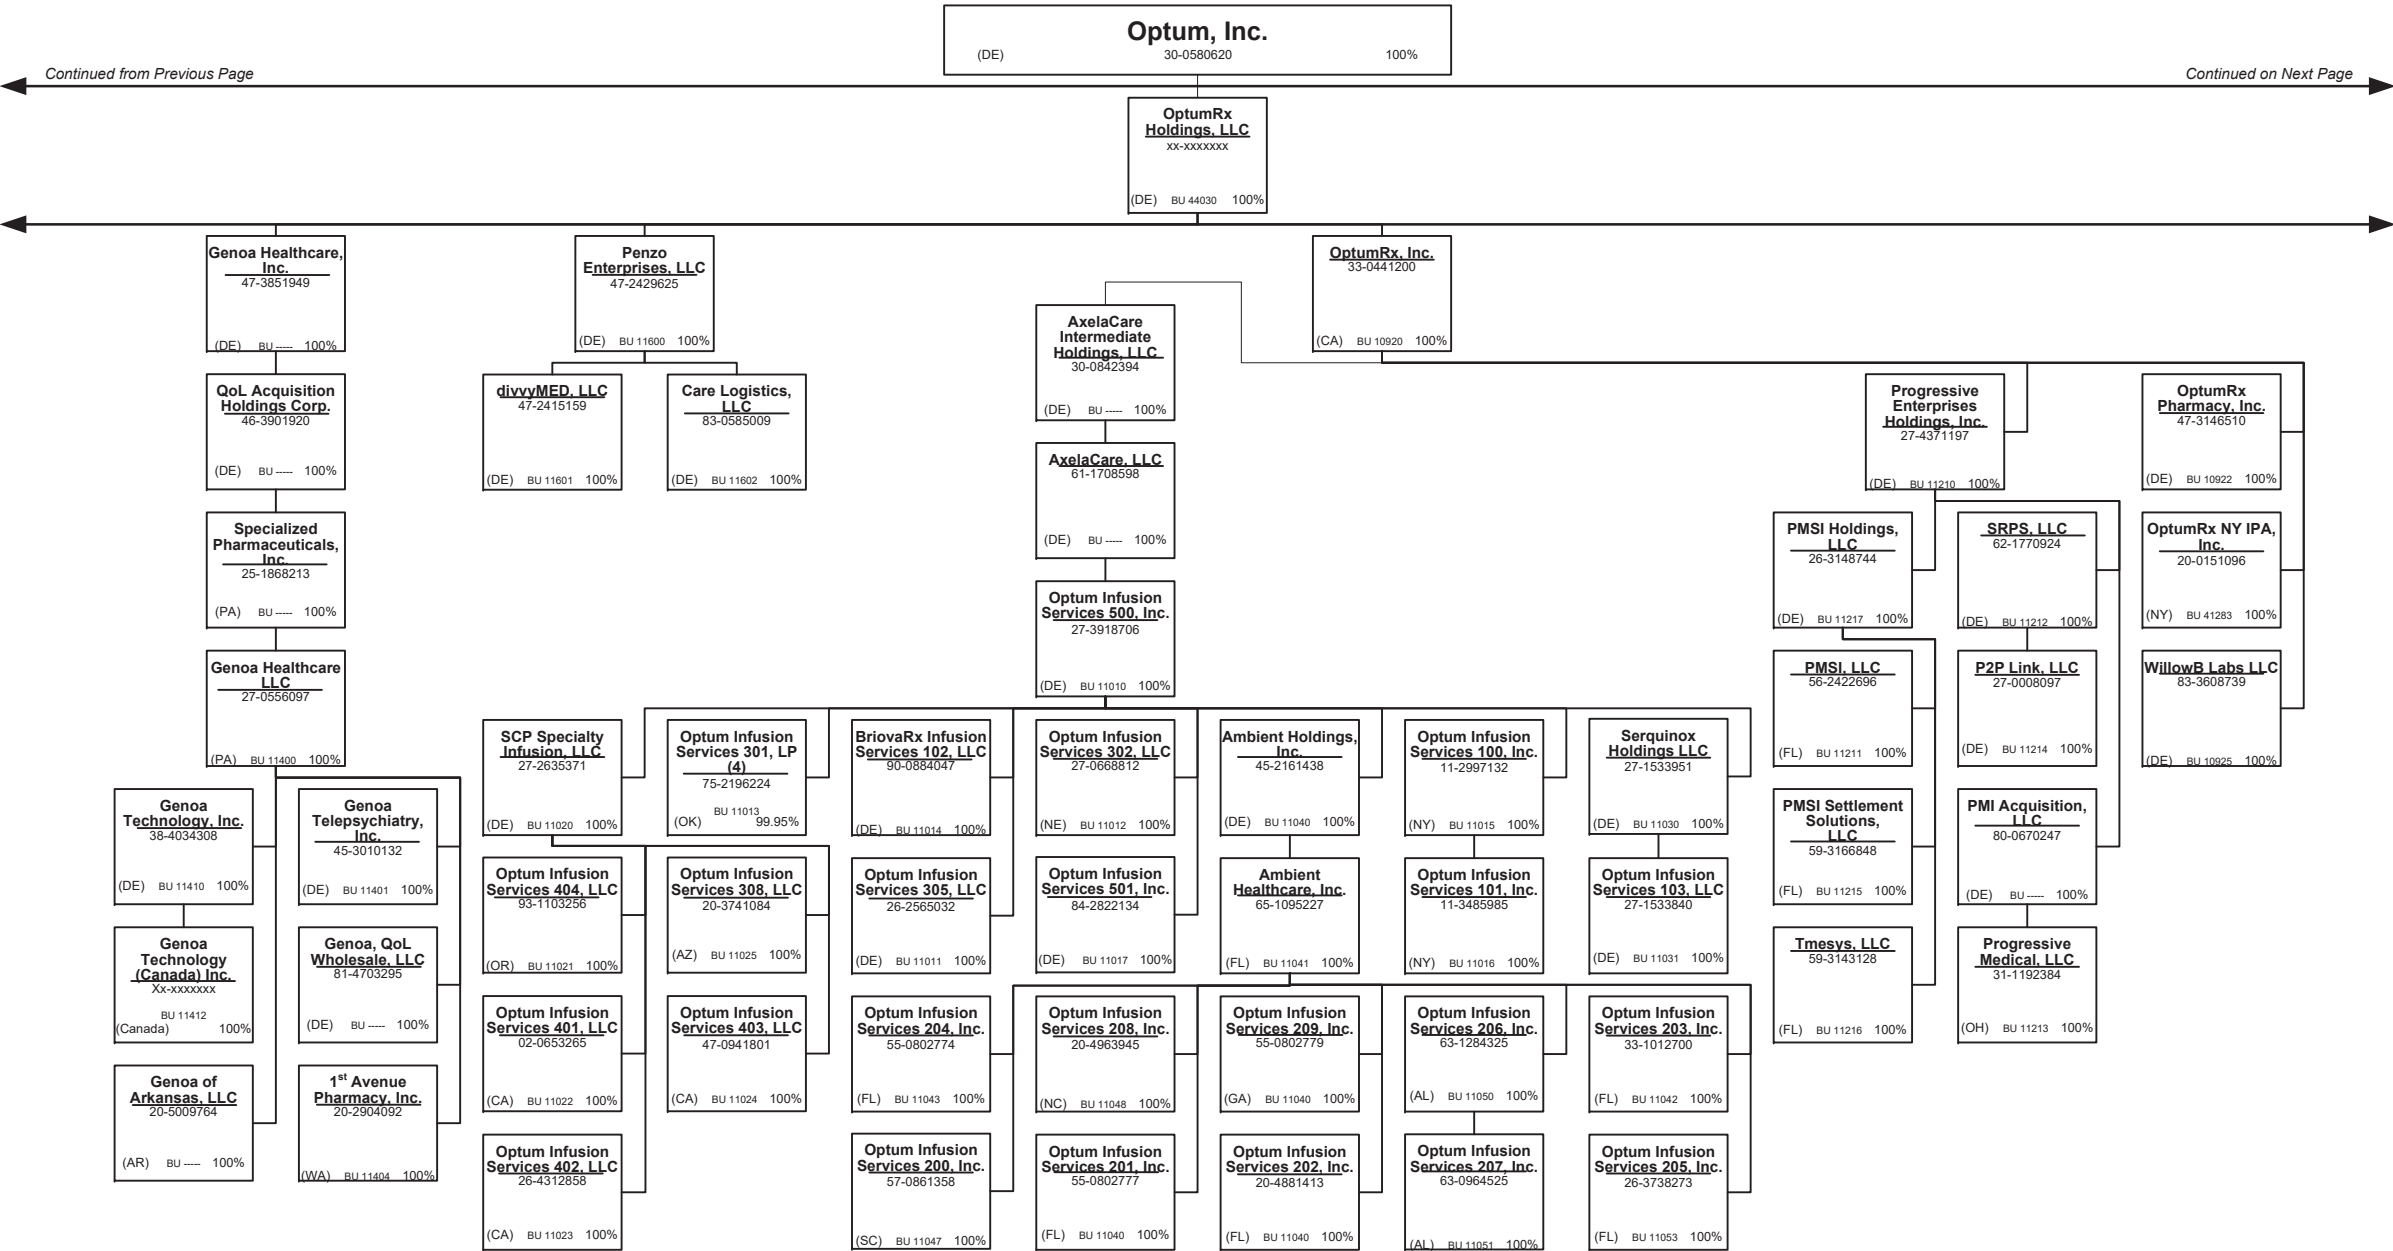 Optum, Inc.
(DE) 30-0580620 100%
Continued from Previous Page
Continued on Next Page
OptumRx
Holdings, LLC
xx-xxxxxxx
(DE) BU 44030 100%
Genoa Healthcare,
Inc.
47-3851949
(DE) BU ----- 100%
Penzo
Enterprises, LLC
47-2429625
(DE) BU 11600 100%
OptumRx, Inc.
33-0441200
(CA) BU 10920 100%
AxelaCare
Intermediate
Holdings, LLC
30-0842394
(DE) BU ----- 100%
QoL Acquisition
Holdings Corp.
46-3901920
(DE) BU ----- 100%
divvyMED, LLC
47-2415159
(DE) BU 11601 100%
Care Logistics,
LLC
83-0585009
(DE) BU 11602 100%
Progressive
Enterprises
Holdings, Inc.
27-4371197
(DE) BU 11210 100%
OptumRx
Pharmacy, Inc.
47-3146510
(DE) BU 10922 100%
AxelaCare, LLC
61-1708598
(DE) BU ----- 100%
Specialized
Pharmaceuticals,
Inc.
25-1868213
(PA) BU ----- 100%
PMSI Holdings,
LLC
26-3148744
(DE) BU 11217 100%
SRPS, LLC
62-1770924
(DE) BU 11212 100%
OptumRx NY IPA,
Inc.
20-0151096
(NY) BU 41283 100%
Optum Infusion
Services 500, Inc.
27-3918706
(DE) BU 11010 100%
Genoa Healthcare
LLC
27-0556097
(PA) BU 11400 100%
PMSI, LLC
56-2422696
(FL) BU 11211 100%
P2P Link, LLC
27-0008097
(DE) BU 11214 100%
WillowB Labs LLC
83-3608739
(DE) BU 10925 100%
SCP Specialty
Infusion, LLC
27-2635371
(DE) BU 11020 100%
Optum Infusion
Services 301, LP
(4)
75-2196224
BU 11013
(OK) 99.95%
BriovaRx Infusion
Services 102, LLC
90-0884047
(DE) BU 11014 100%
Optum Infusion
Services 302, LLC
27-0668812
(NE) BU 11012 100%
Ambient Holdings,
Inc.
45-2161438
(DE) BU 11040 100%
Optum Infusion
Services 100, Inc.
11-2997132
(NY) BU 11015 100%
Serquinox
Holdings LLC
27-1533951
(DE) BU 11030 100%
Genoa
Technology, Inc.
38-4034308
(DE) BU 11410 100%
Genoa
Telepsychiatry,
Inc.
45-3010132
(DE) BU 11401 100%
PMSI Settlement
Solutions,
LLC
59-3166848
(FL) BU 11215 100%
PMI Acquisition,
LLC
80-0670247
(DE) BU ----- 100%
Optum Infusion
Services 404, LLC
93-1103256
(OR) BU 11021 100%
Optum Infusion
Services 308, LLC
20-3741084
(AZ) BU 11025 100%
Optum Infusion
Services 305, LLC
26-2565032
(DE) BU 11011 100%
Optum Infusion
Services 501, Inc.
84-2822134
(DE) BU 11017 100%
Ambient
Healthcare, Inc.
65-1095227
(FL) BU 11041 100%
Optum Infusion
Services 101, Inc.
11-3485985
(NY) BU 11016 100%
Optum Infusion
Services 103, LLC
27-1533840
(DE) BU 11031 100%
Genoa
Technology
(Canada) Inc.
Xx-xxxxxxx
BU 11412
(Canada) 100%
Genoa, QoL
Wholesale, LLC
81-4703295
(DE) BU ----- 100%
Tmesys, LLC
59-3143128
(FL) BU 11216 100%
Progressive
Medical, LLC
31-1192384
(OH) BU 11213 100%
Optum Infusion
Services 401, LLC
02-0653265
(CA) BU 11022 100%
Optum Infusion
Services 403, LLC
47-0941801
(CA) BU 11024 100%
Optum Infusion
Services 204, Inc.
55-0802774
(FL) BU 11043 100%
Optum Infusion
Services 208, Inc.
20-4963945
(NC) BU 11048 100%
Optum Infusion
Services 209, Inc.
55-0802779
(GA) BU 11040 100%
Optum Infusion
Services 206, Inc.
63-1284325
(AL) BU 11050 100%
Optum Infusion
Services 203, Inc.
33-1012700
(FL) BU 11042 100%
Genoa of
Arkansas, LLC
20-5009764
(AR) BU ----- 100%
1st Avenue
Pharmacy, Inc.
20-2904092
(WA) BU 11404 100%
Optum Infusion
Services 402, LLC
26-4312858
(CA) BU 11023 100%
Optum Infusion
Services 200, Inc.
57-0861358
(SC) BU 11047 100%
Optum Infusion
Services 201, Inc.
55-0802777
(FL) BU 11040 100%
Optum Infusion
Services 202, Inc.
20-4881413
(FL) BU 11040 100%
Optum Infusion
Services 207, Inc.
63-0964525
(AL) BU 11051 100%
Optum Infusion
Services 205, Inc.
26-3738273
(FL) BU 11053 100%